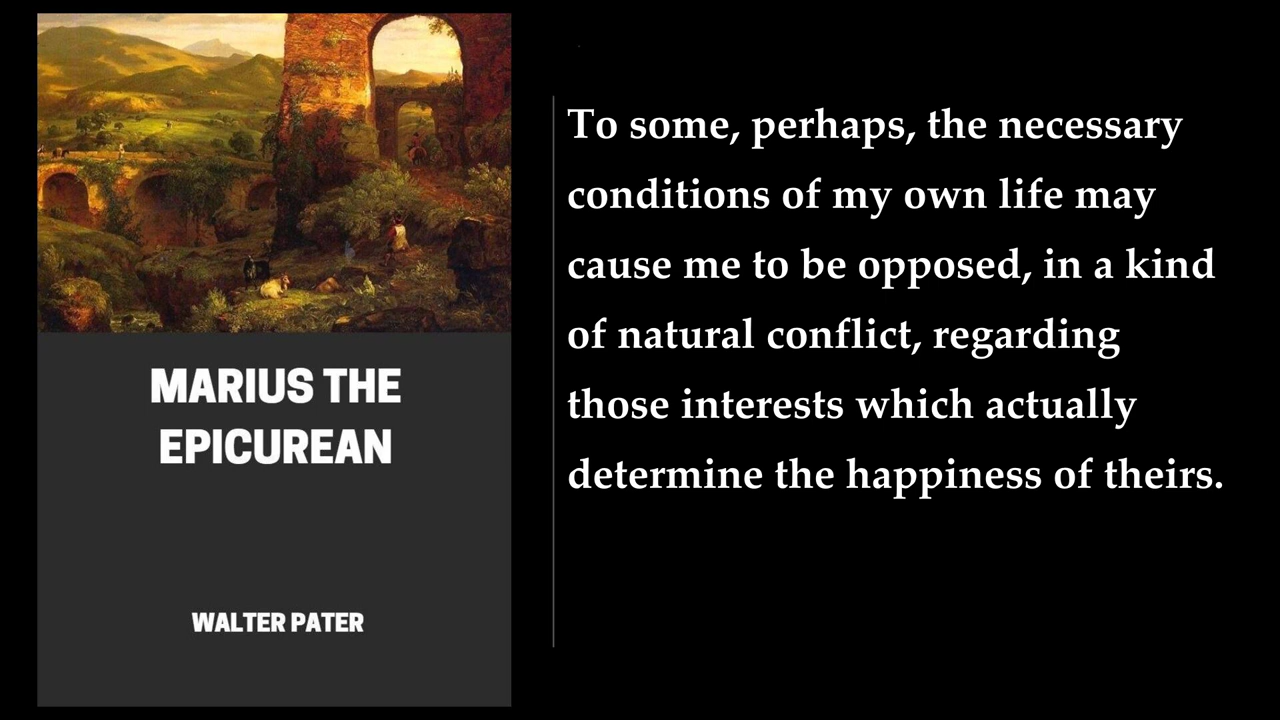 MARIUS THE
EPICUREAN
WALTER PATER
To some, perhaps, the necessary
conditions of my own life may
cause me to be opposed, in a kind
of natural conflict, regarding
those interests which actually
determine the happiness of theirs.